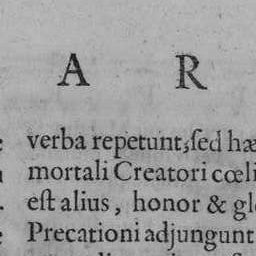 A R
verba repetunt, ſed hæ
mortali Creatori cœli
eſt alius, honor & gl
Precationi adjungunt